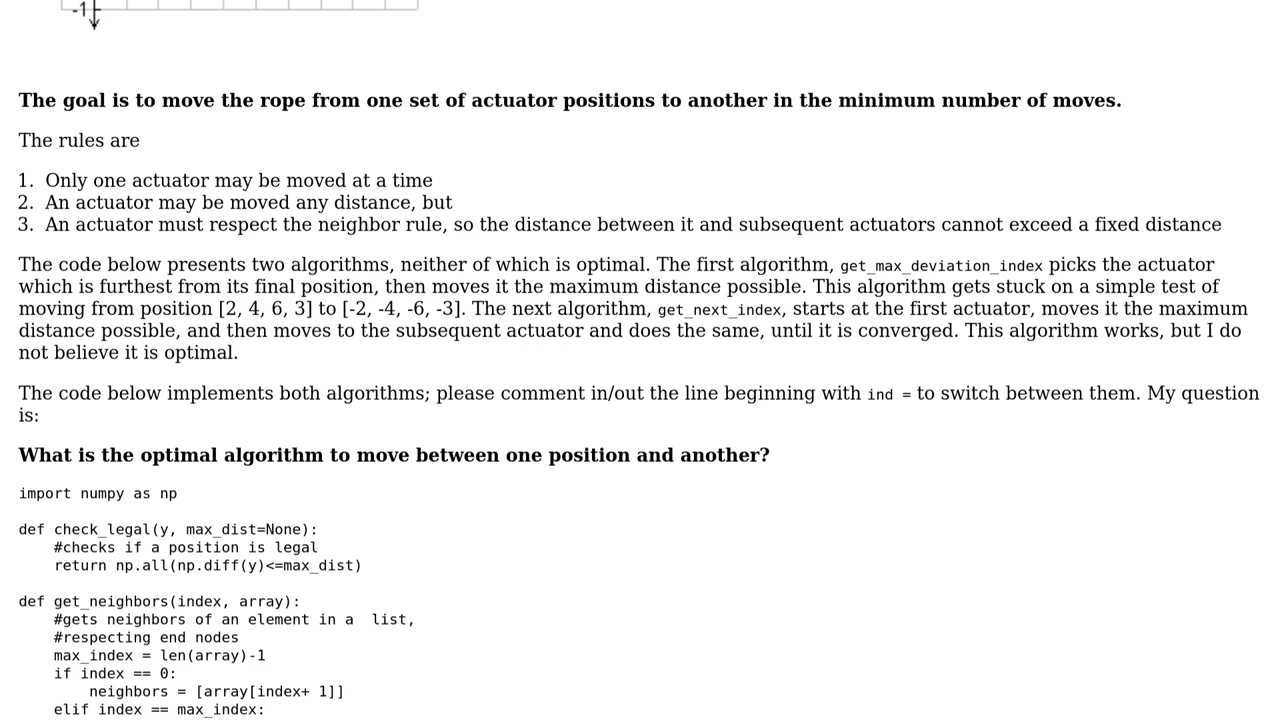 -1
The goal is to move the rope from one set of actuator positions to another in the minimum number of moves.
The rules are
1. Only one actuator may be moved at a time
2. An actuator may be moved any distance, but
3. An actuator must respect the neighbor rule, so the distance between it and subsequent actuators cannot exceed a fixed distance
The code below presents two algorithms, neither of which is optimal. The first algorithm, get_max_deviation_index picks the actuator
which is furthest from its final position, then moves it the maximum distance possible. This algorithm gets stuck on a simple test of
moving from position [2, 4, 6, 3] to [-2, -4, -6, -3]. The next algorithm, get_next_index, starts at the first actuator, moves it the maximum
distance possible, and then moves to the subsequent actuator and does the same, until it is converged. This algorithm works, but I do
not believe it is optimal.
The code below implements both algorithms; please comment in/out the line beginning with ind = to switch between them. My question
is:
What is the optimal algorithm to move between one position and another?
import numpy as np
def check_legal(y, max_dist=None):
    #checks if a position is legal
    return np.all(np.diff(y)<=max_dist)
def get_neighbors(index, array):
    #gets neighbors of an element in a  list,
    #respecting end nodes
    max_index = len(array)-1
    if index == 0:
        neighbors = [array[index+ 1]]
    elif index == max_index: